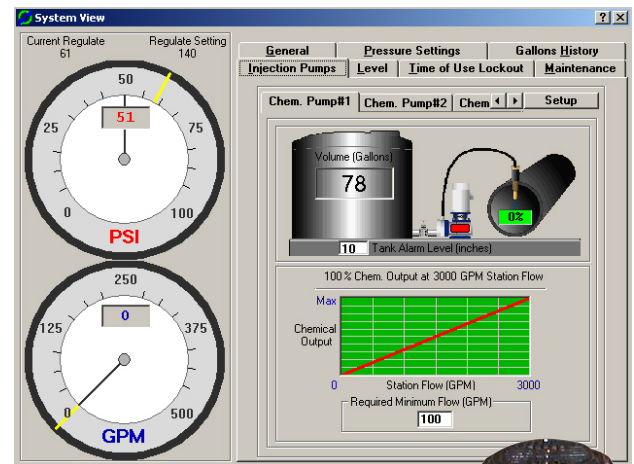 System View
Current Regulate
61
Regulate Setting
140
50
51
25
75
0
100
PSI
250
0
125
375
0
500
GPM
General
Pressure Settings
Gallons History
Injection Pumps
Level
Time of Use Lockout
Maintenance
Chem. Pump#1
Chem. Pump#2
Chem
Setup
Volume (Gallons)
78
0%
10 Tank Alarm Level (inches)
100 % Chem. Output at 3000 GPM Station Flow
Max
Chemical
Output
0
Station Flow (GPM)
3000
Required Minimum Flow (GPM)
100